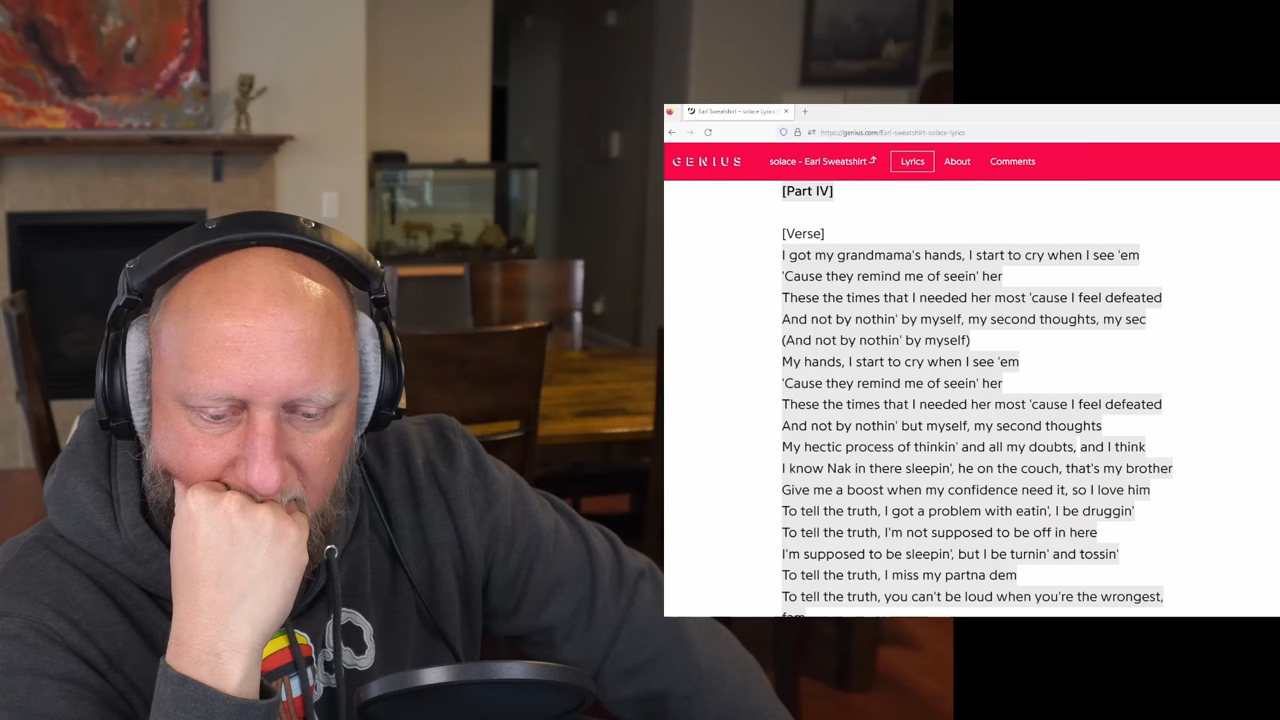 Earl Sweatshirt – solace Lyrics |
https://genius.com/Earl-sweatshirt-solace-lyrics
GENIUS
solace - Earl Sweatshirt
Lyrics
About
Comments
[Part IV]
[Verse]
I got my grandmama's hands, I start to cry when I see 'em
'Cause they remind me of seein' her
These the times that I needed her most 'cause I feel defeated
And not by nothin' by myself, my second thoughts, my sec
(And not by nothin' by myself)
My hands, I start to cry when I see 'em
'Cause they remind me of seein' her
These the times that I needed her most 'cause I feel defeated
And not by nothin' but myself, my second thoughts
My hectic process of thinkin' and all my doubts, and I think
I know Nak in there sleepin', he on the couch, that's my brother
Give me a boost when my confidence need it, so I love him
To tell the truth, I got a problem with eatin', I be druggin'
To tell the truth, I'm not supposed to be off in here
I'm supposed to be sleepin', but I be turnin' and tossin'
To tell the truth, I miss my partna dem
To tell the truth, you can't be loud when you're the wrongest,
fam